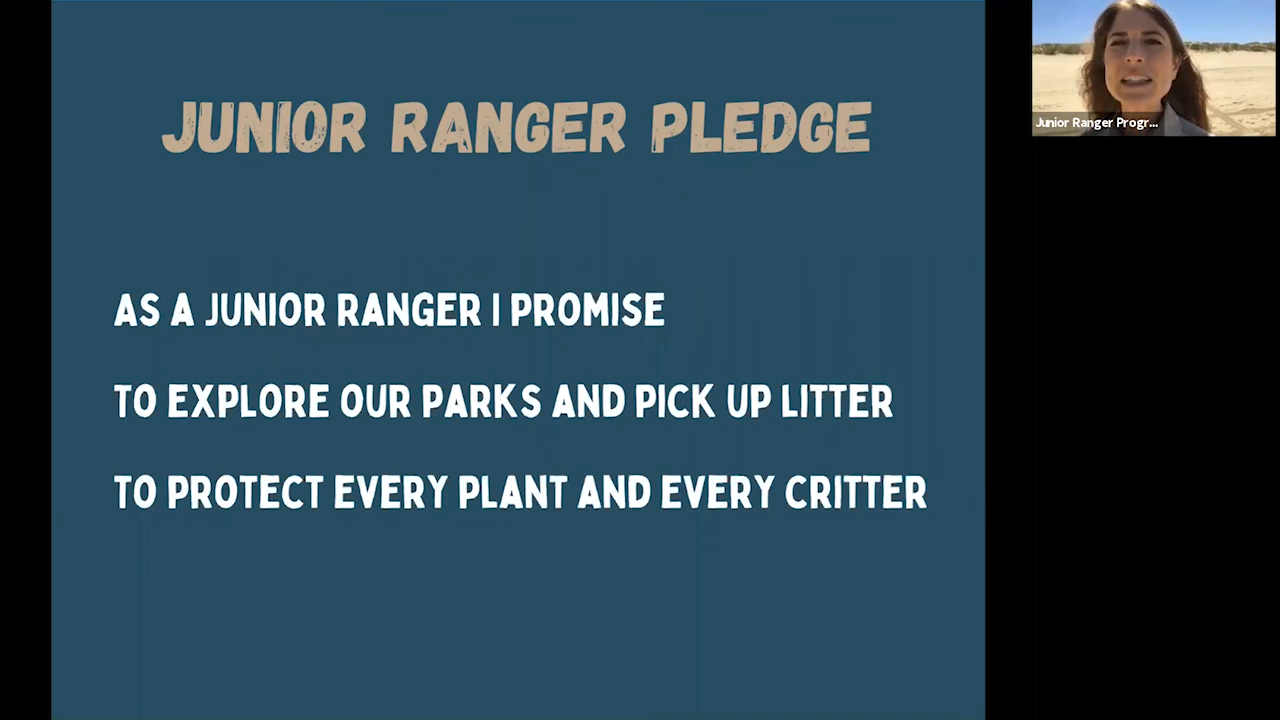 JUNIOR RANGER PLEDGE
AS A JUNIOR RANGER I PROMISE
TO EXPLORE OUR PARKS AND PICK UP LITTER
TO PROTECT EVERY PLANT AND EVERY CRITTER
Junior Ranger Progr...